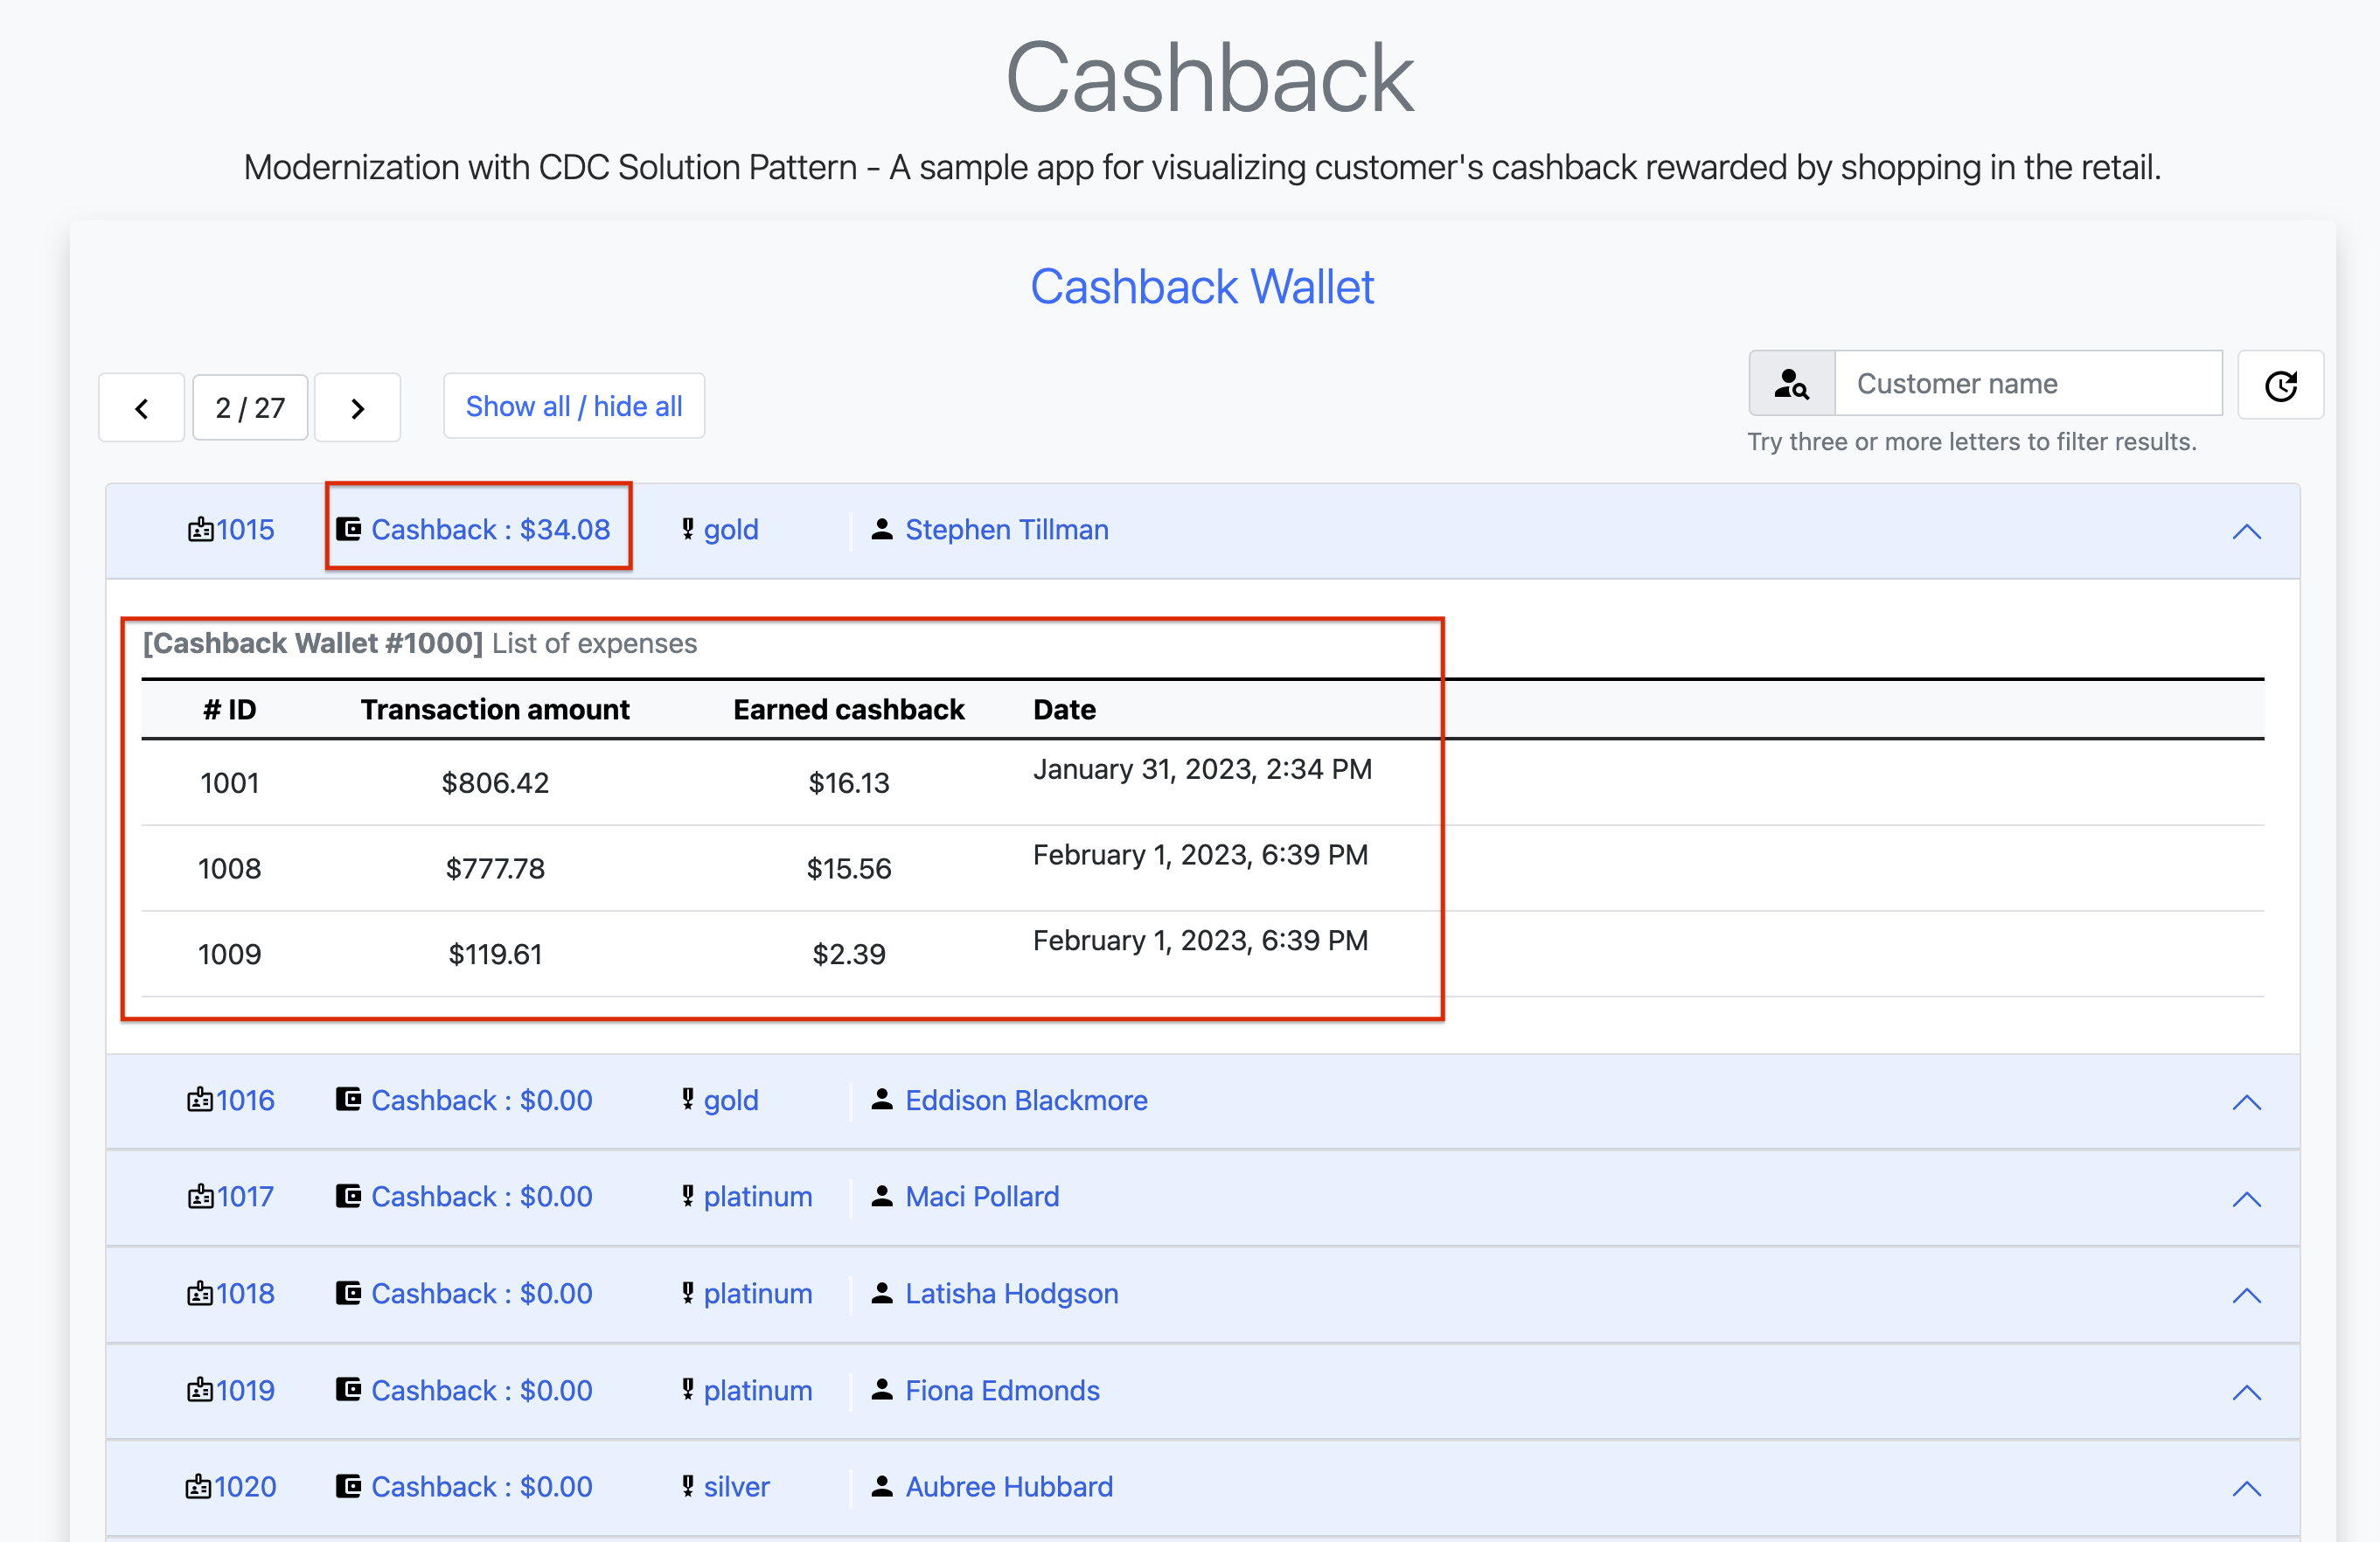 Cashback
Modernization with CDC Solution Pattern - A sample app for visualizing customer's cashback rewarded by shopping in the retail.
Cashback Wallet
2 / 27 Show all / hide all Customer name
Try three or more letters to filter results.
1015 Cashback : $34.08 gold Stephen Tillman
[Cashback Wallet #1000] List of expenses
# ID Transaction amount Earned cashback Date
1001 $806.42 $16.13 January 31, 2023, 2:34 PM
1008 $777.78 $15.56 February 1, 2023, 6:39 PM
1009 $119.61 $2.39 February 1, 2023, 6:39 PM
1016 Cashback : $0.00 gold Eddison Blackmore
1017 Cashback : $0.00 platinum Maci Pollard
1018 Cashback : $0.00 platinum Latisha Hodgson
1019 Cashback : $0.00 platinum Fiona Edmonds
1020 Cashback : $0.00 silver Aubree Hubbard